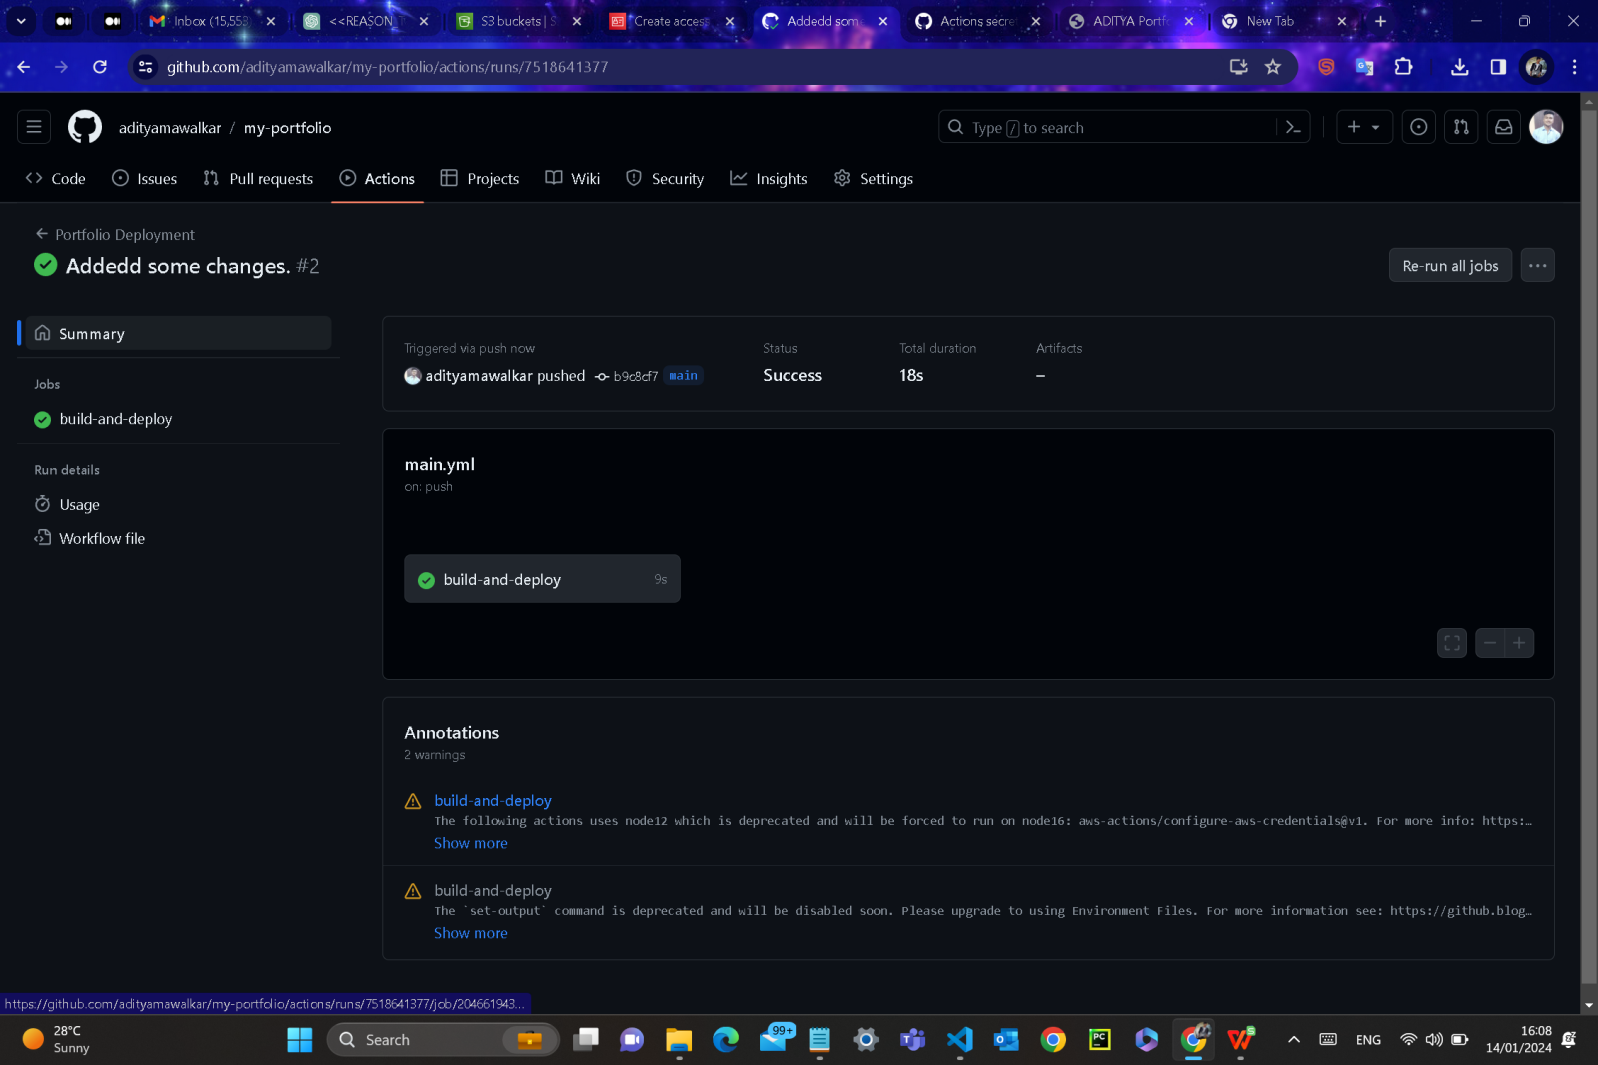 Inbox (15,553
<<REASON
S3 buckets | S
Create access
Addedd som
Actions secre
ADITYA Portfo
New Tab
github.com/adityamawalkar/my-portfolio/actions/runs/7518641377
adityamawalkar / my-portfolio
Type / to search
Code
Issues
Pull requests
Actions
Projects
Wiki
Security
Insights
Settings
Portfolio Deployment
Addedd some changes. #2
Re-run all jobs
Summary
Jobs
build-and-deploy
Run details
Usage
Workflow file
Triggered via push now
Status
Total duration
Artifacts
adityamawalkar pushed b9c8cf7 main
Success
18s
–
main.yml
on: push
build-and-deploy 9s
Annotations
2 warnings
build-and-deploy
The following actions uses node12 which is deprecated and will be forced to run on node16: aws-actions/configure-aws-credentials@v1. For more info: https:…
Show more
build-and-deploy
The `set-output` command is deprecated and will be disabled soon. Please upgrade to using Environment Files. For more information see: https://github.blog…
Show more
https://github.com/adityamawalkar/my-portfolio/actions/runs/7518641377/job/204661943...
28°C
Sunny
Search
99+
ENG
16:08
14/01/2024